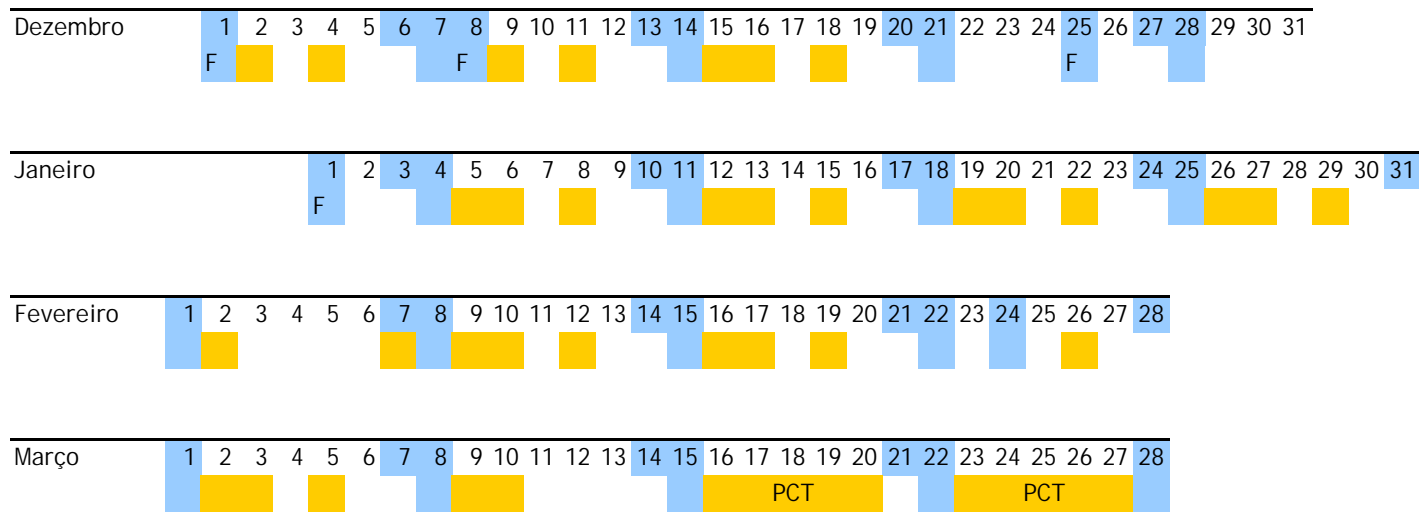 Dezembro 1 2 3 4 5 6 7 8 9 10 11 12 13 14 15 16 17 18 19 20 21 22 23 24 25 26 27 28 29 30 31
F F F
Janeiro 1 2 3 4 5 6 7 8 9 10 11 12 13 14 15 16 17 18 19 20 21 22 23 24 25 26 27 28 29 30 31
F
Fevereiro 1 2 3 4 5 6 7 8 9 10 11 12 13 14 15 16 17 18 19 20 21 22 23 24 25 26 27 28
Março 1 2 3 4 5 6 7 8 9 10 11 12 13 14 15 16 17 18 19 20 21 22 23 24 25 26 27 28
PCT PCT